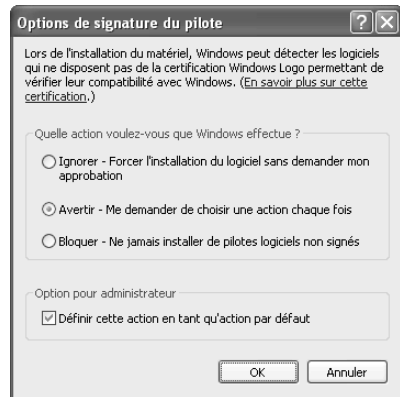 Options de signature du pilote
Lors de l'installation du matériel, Windows peut détecter les logiciels
qui ne disposent pas de la certification Windows Logo permettant de
vérifier leur compatibilité avec Windows. (En savoir plus sur cette
certification.)
Quelle action voulez-vous que Windows effectue ?
Ignorer - Forcer l'installation du logiciel sans demander mon
approbation
Avertir - Me demander de choisir une action chaque fois
Bloquer - Ne jamais installer de pilotes logiciels non signés
Option pour administrateur
Définir cette action en tant qu'action par défaut
OK Annuler